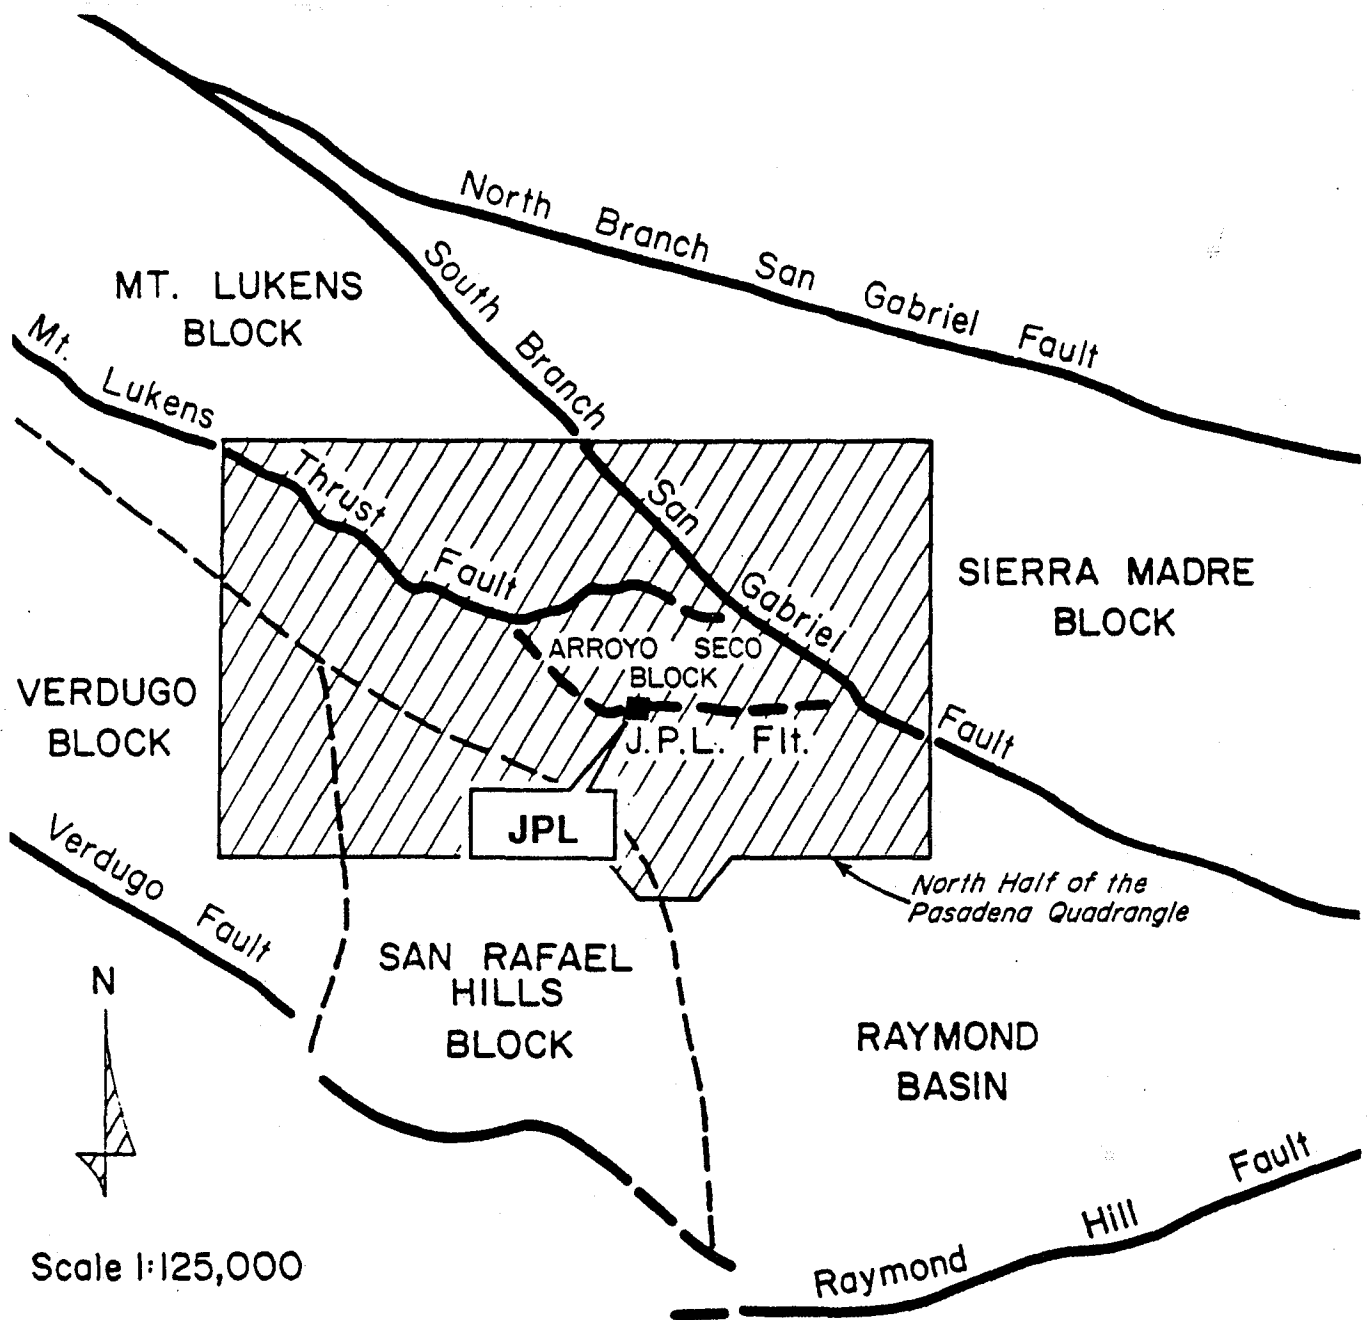 North Branch San Gabriel Fault
South Branch San Gabriel Fault
MT. LUKENS
BLOCK
Mt. Lukens Thrust Fault
SIERRA MADRE
BLOCK
ARROYO SECO
BLOCK
VERDUGO
BLOCK
J.P.L. Flt.
JPL
Verdugo Fault
North Half of the
Pasadena Quadrangle
SAN RAFAEL
HILLS
BLOCK
N
RAYMOND
BASIN
Raymond Hill Fault
Scale 1:125,000